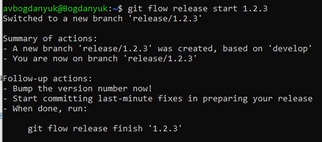 avbogdanyuk@Bogdanyuk:~$ git flow release start 1.2.3
Switched to a new branch 'release/1.2.3'

Summary of actions:
- A new branch 'release/1.2.3' was created, based on 'develop'
- You are now on branch 'release/1.2.3'

Follow-up actions:
- Bump the version number now!
- Start committing last-minute fixes in preparing your release
- When done, run:

     git flow release finish '1.2.3'